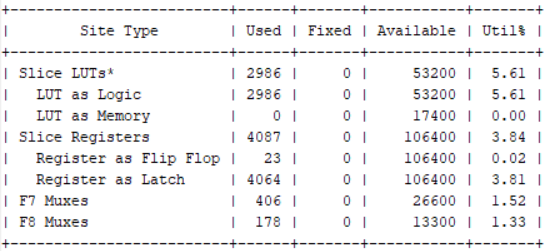 +----------------------------+------+-------+-----------+-------+
|          Site Type         | Used | Fixed | Available | Util% |
+----------------------------+------+-------+-----------+-------+
| Slice LUTs*                | 2986 |     0 |     53200 |  5.61 |
|   LUT as Logic             | 2986 |     0 |     53200 |  5.61 |
|   LUT as Memory            |    0 |     0 |     17400 |  0.00 |
| Slice Registers            | 4087 |     0 |    106400 |  3.84 |
|   Register as Flip Flop    |   23 |     0 |    106400 |  0.02 |
|   Register as Latch        | 4064 |     0 |    106400 |  3.81 |
| F7 Muxes                   |  406 |     0 |     26600 |  1.52 |
| F8 Muxes                   |  178 |     0 |     13300 |  1.33 |
+----------------------------+------+-------+-----------+-------+